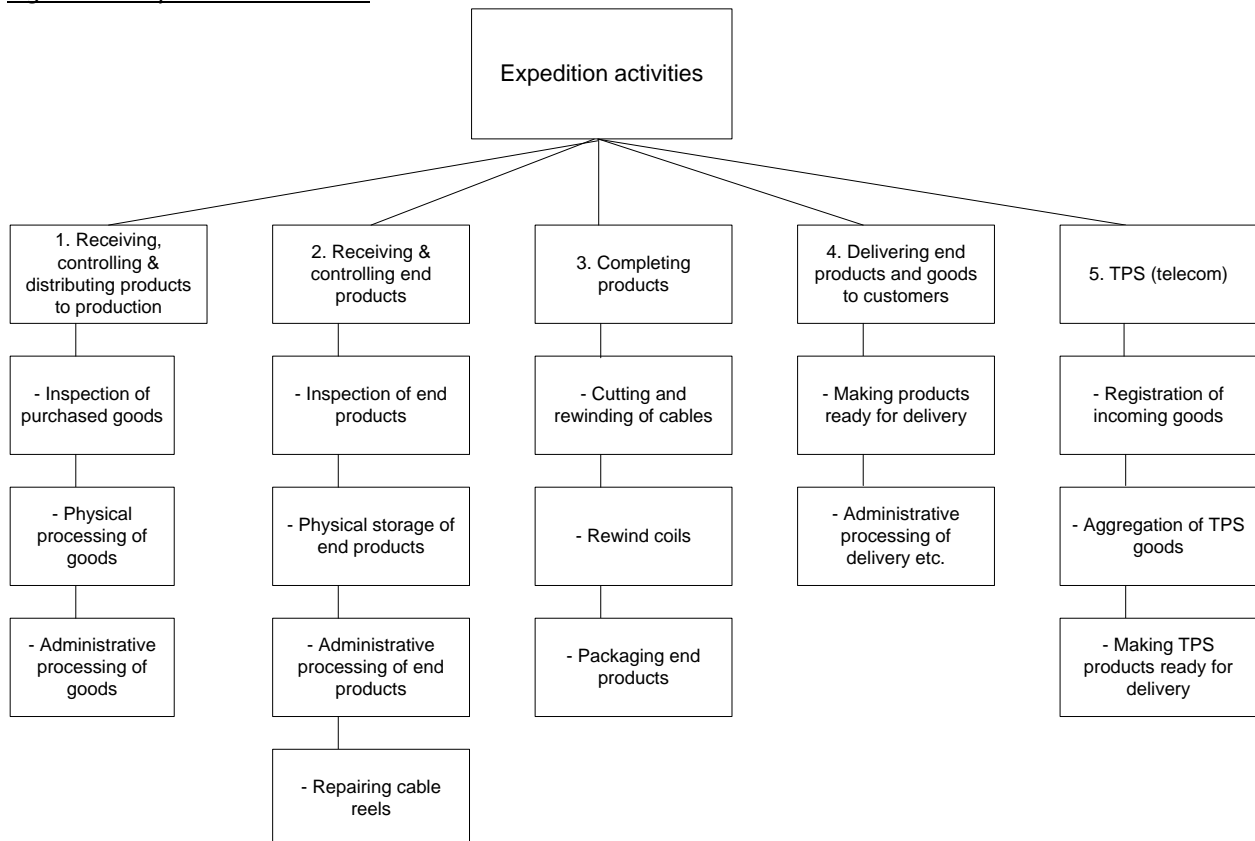 Expedition activities
1. Receiving,
controlling &
distributing products
to production
2. Receiving &
controlling end
products
3. Completing
products
4. Delivering end
products and goods
to customers
5. TPS (telecom)
- Inspection of
purchased goods
- Inspection of end
products
- Cutting and
rewinding of cables
- Making products
ready for delivery
- Registration of
incoming goods
- Physical
processing of
goods
- Physical storage of
end products
- Rewind coils
- Administrative
processing of
delivery etc.
- Aggregation of TPS
goods
- Administrative
processing of
goods
- Administrative
processing of end
products
- Packaging end
products
- Making TPS
products ready for
delivery
- Repairing cable
reels